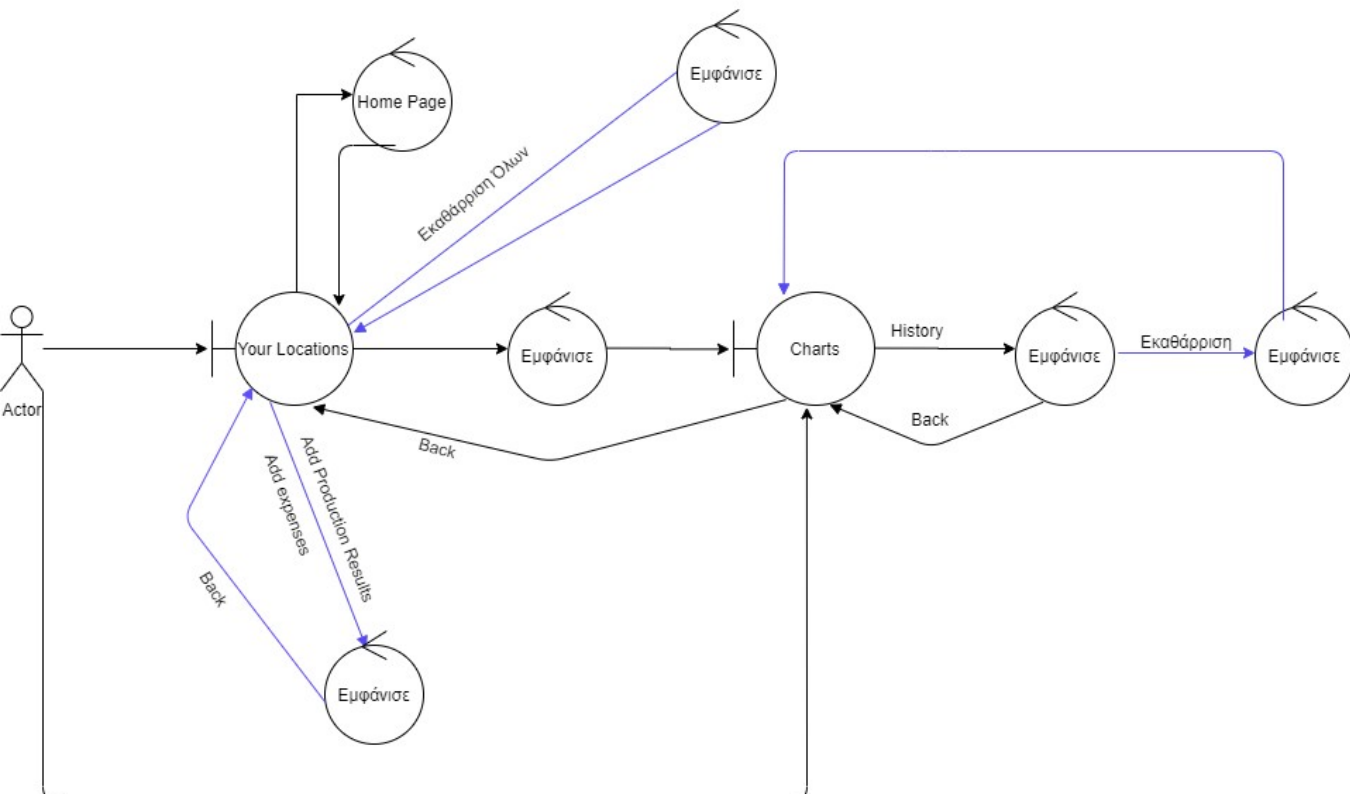 Εμφάνισε
Home Page
Εκαθάρριση Όλων
Your Locations
Εμφάνισε
Charts
History
Εμφάνισε
Εκαθάρριση
Εμφάνισε
Actor
Back
Back
Add Production Results
Add expenses
Back
Εμφάνισε